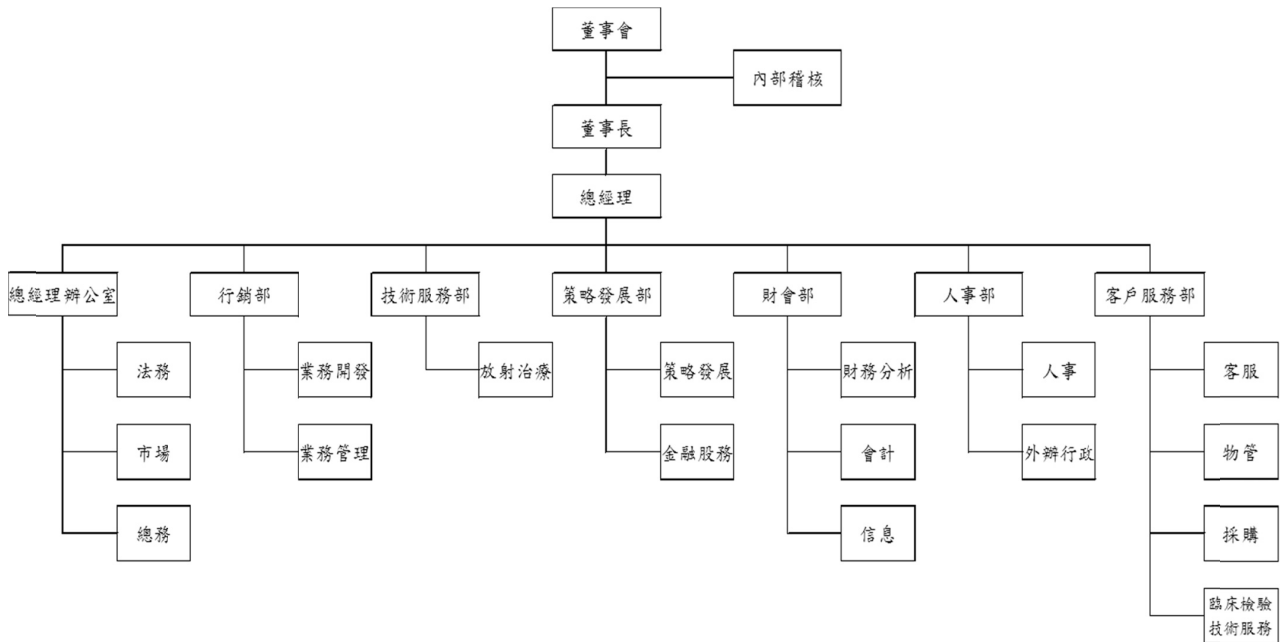 董事會
內部稽核
董事長
總經理
總經理辦公室
行銷部
技術服務部
策略發展部
財會部
人事部
客戶服務部
法務
業務開發
放射治療
策略發展
財務分析
人事
客服
市場
業務管理
金融股務
會計
外辦行政
物管
總務
信息
採購
臨床檢驗
技術服務